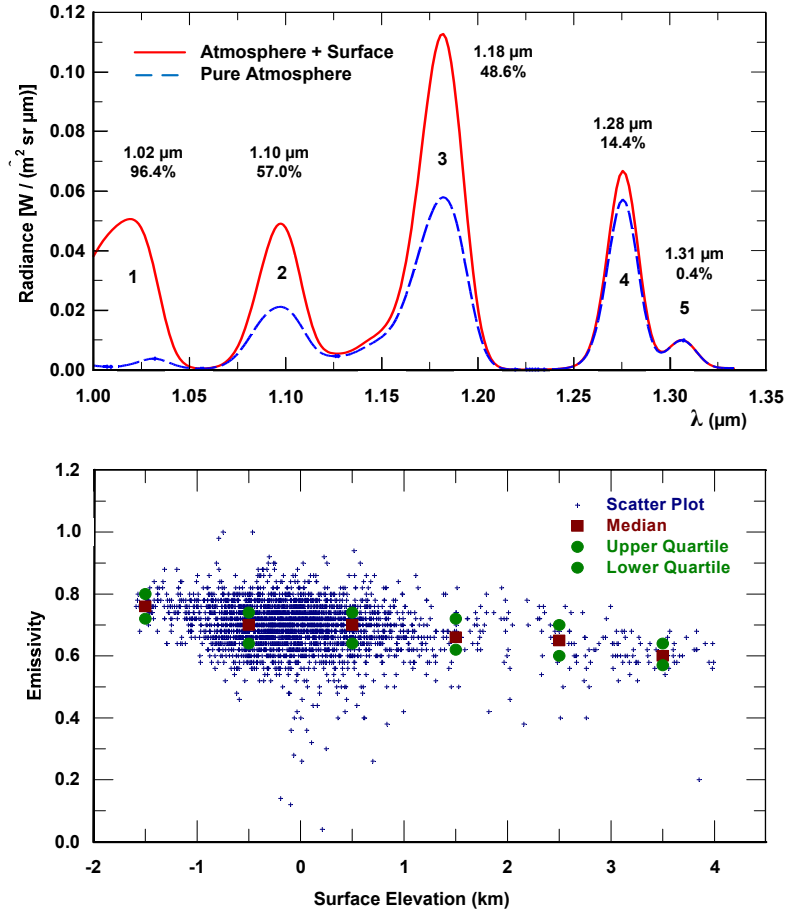 0.12
0.10
0.08
0.06
0.04
0.02
0.00
Radiance [W / (m² sr µm)]
Atmosphere + Surface
Pure Atmosphere
1.02 µm
96.4%
1.10 µm
57.0%
1.18 µm
48.6%
1.28 µm
14.4%
1.31 µm
0.4%
1
2
3
4
5
1.00
1.05
1.10
1.15
1.20
1.25
1.30
1.35
λ (µm)
1.2
1.0
0.8
0.6
0.4
0.2
0.0
Emissivity
Scatter Plot
Median
Upper Quartile
Lower Quartile
-2
-1
0
1
2
3
4
Surface Elevation (km)